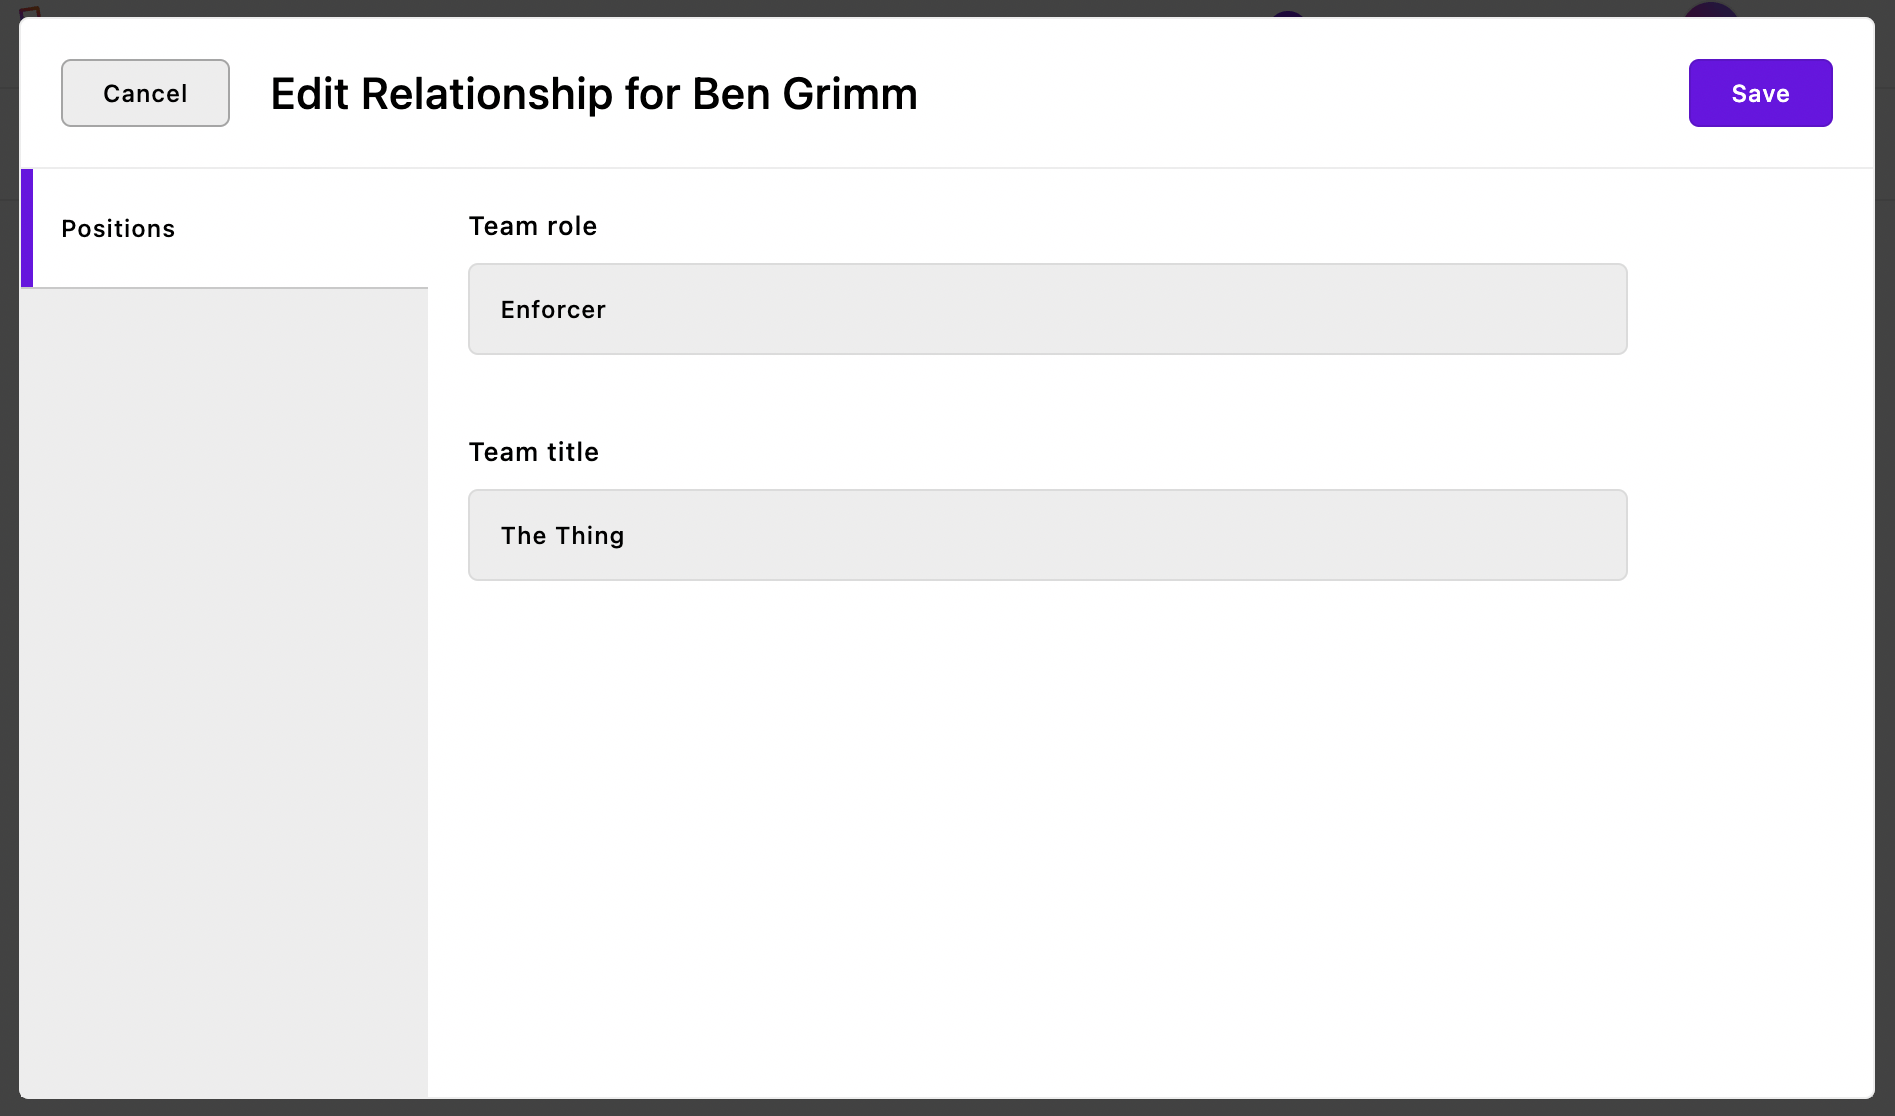 Cancel
Edit Relationship for Ben Grimm
Save
Positions
Team role
Enforcer
Team title
The Thing